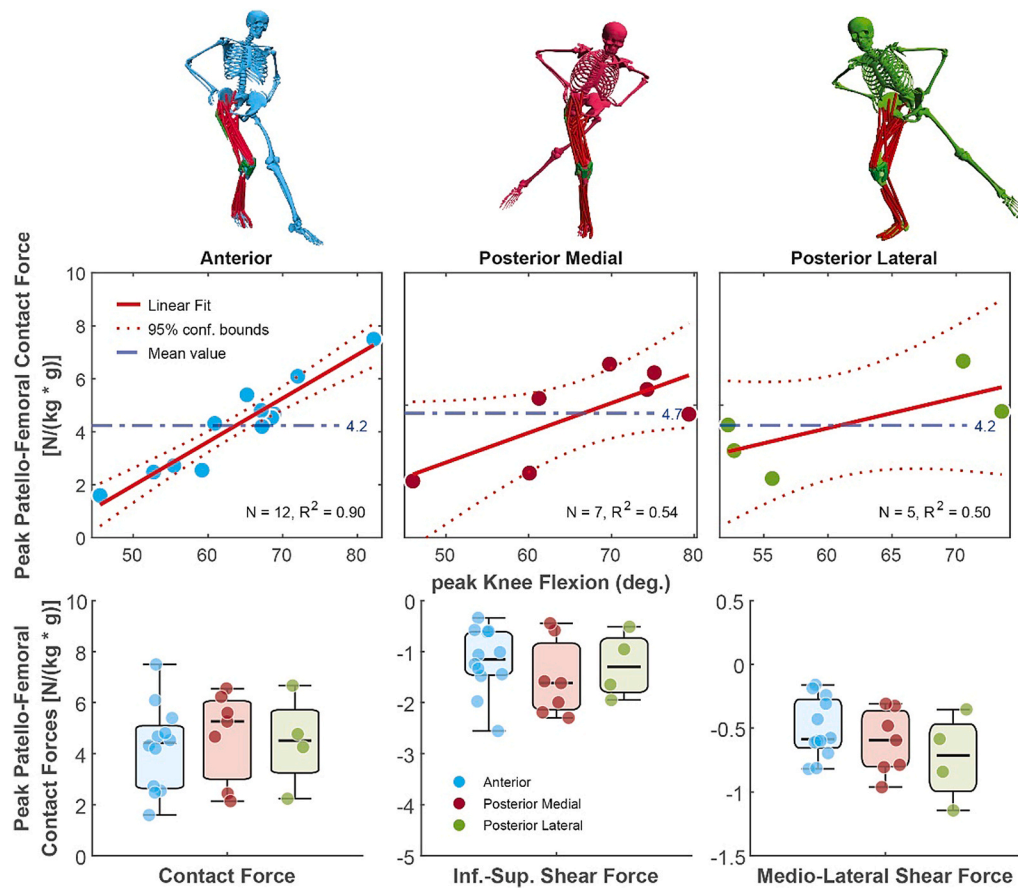 Anterior
Posterior Medial
Posterior Lateral
Peak Patello-Femoral Contact Force
[N/(kg * g)]
10
8
6
4
2
0
Linear Fit
95% conf. bounds
Mean value
4.2
N = 12, R² = 0.90
50
60
70
80
4.7
N = 7, R² = 0.54
50
60
70
80
4.2
N = 5, R² = 0.50
55
60
65
70
peak Knee Flexion (deg.)
Peak Patello-Femoral
Contact Forces [N/(kg * g)]
10
8
6
4
2
0
Contact Force
-0
-1
-2
-3
-4
-5
Anterior
Posterior Medial
Posterior Lateral
Inf.-Sup. Shear Force
0.5
0
-0.5
-1
-1.5
Medio-Lateral Shear Force